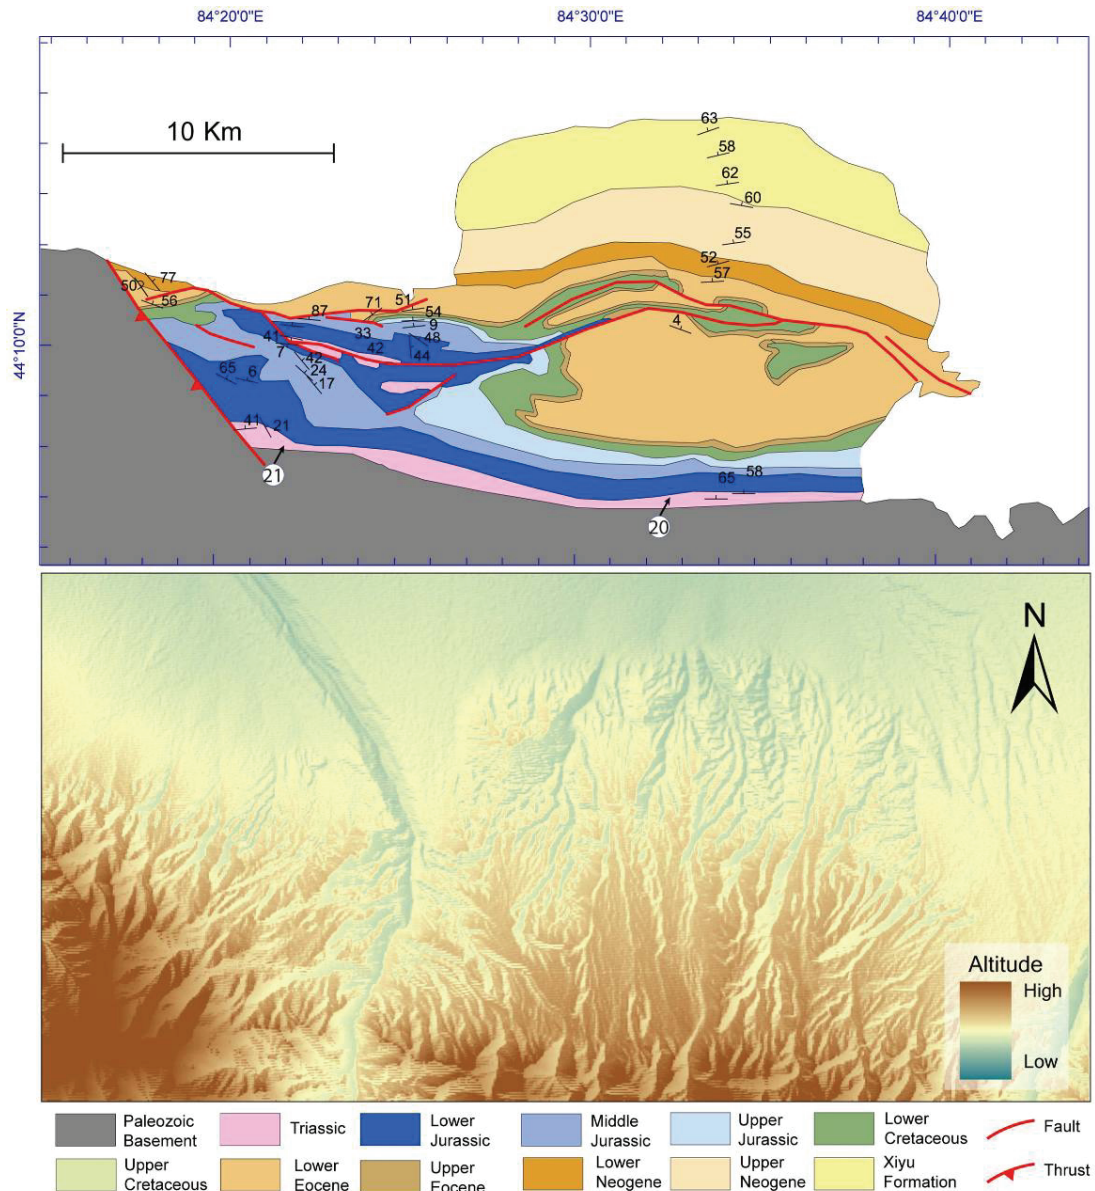 84°20'0"E
84°30'0"E
84°40'0"E
10 Km
44°10'0"N
63
58
62
60
55
52
57
77
50?
56
87
71
51
54
9
33
48
41
7
42
44
42
24
17
65
6
4
41
21
21
65
58
20
N
Altitude
High
Low
Paleozoic
Basement
Triassic
Lower
Jurassic
Middle
Jurassic
Upper
Jurassic
Lower
Cretaceous
Fault
Upper
Cretaceous
Lower
Eocene
Upper
Eocene
Lower
Neogene
Upper
Neogene
Xiyu
Formation
Thrust